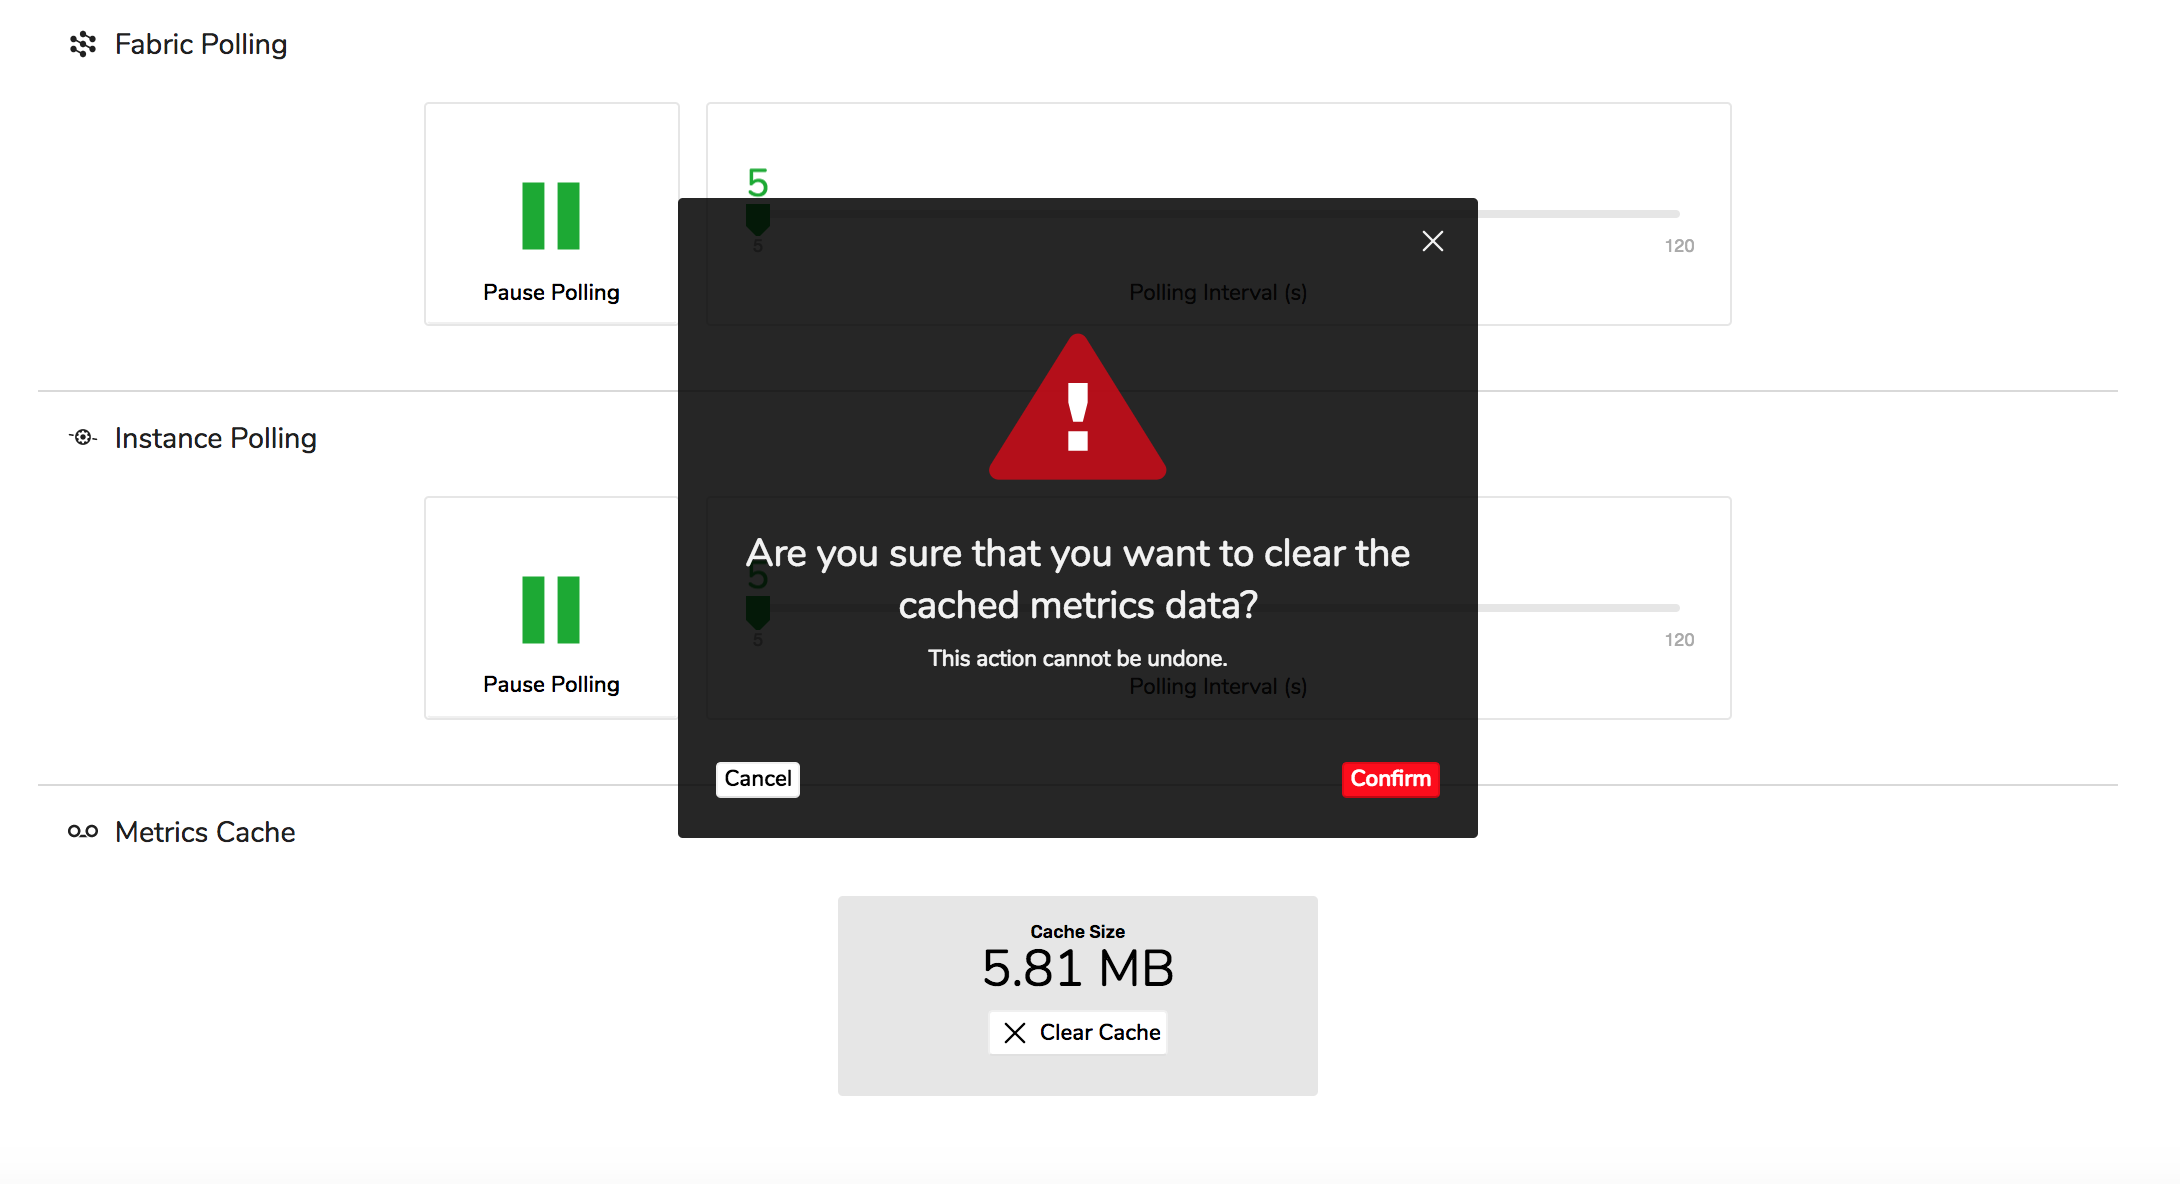 Fabric Polling
5
5
120
Pause Polling
Polling Interval (s)
Instance Polling
Are you sure that you want to clear the
cached metrics data?
This action cannot be undone.
5
5
120
Pause Polling
Polling Interval (s)
Cancel
Confirm
Metrics Cache
Cache Size
5.81 MB
Clear Cache